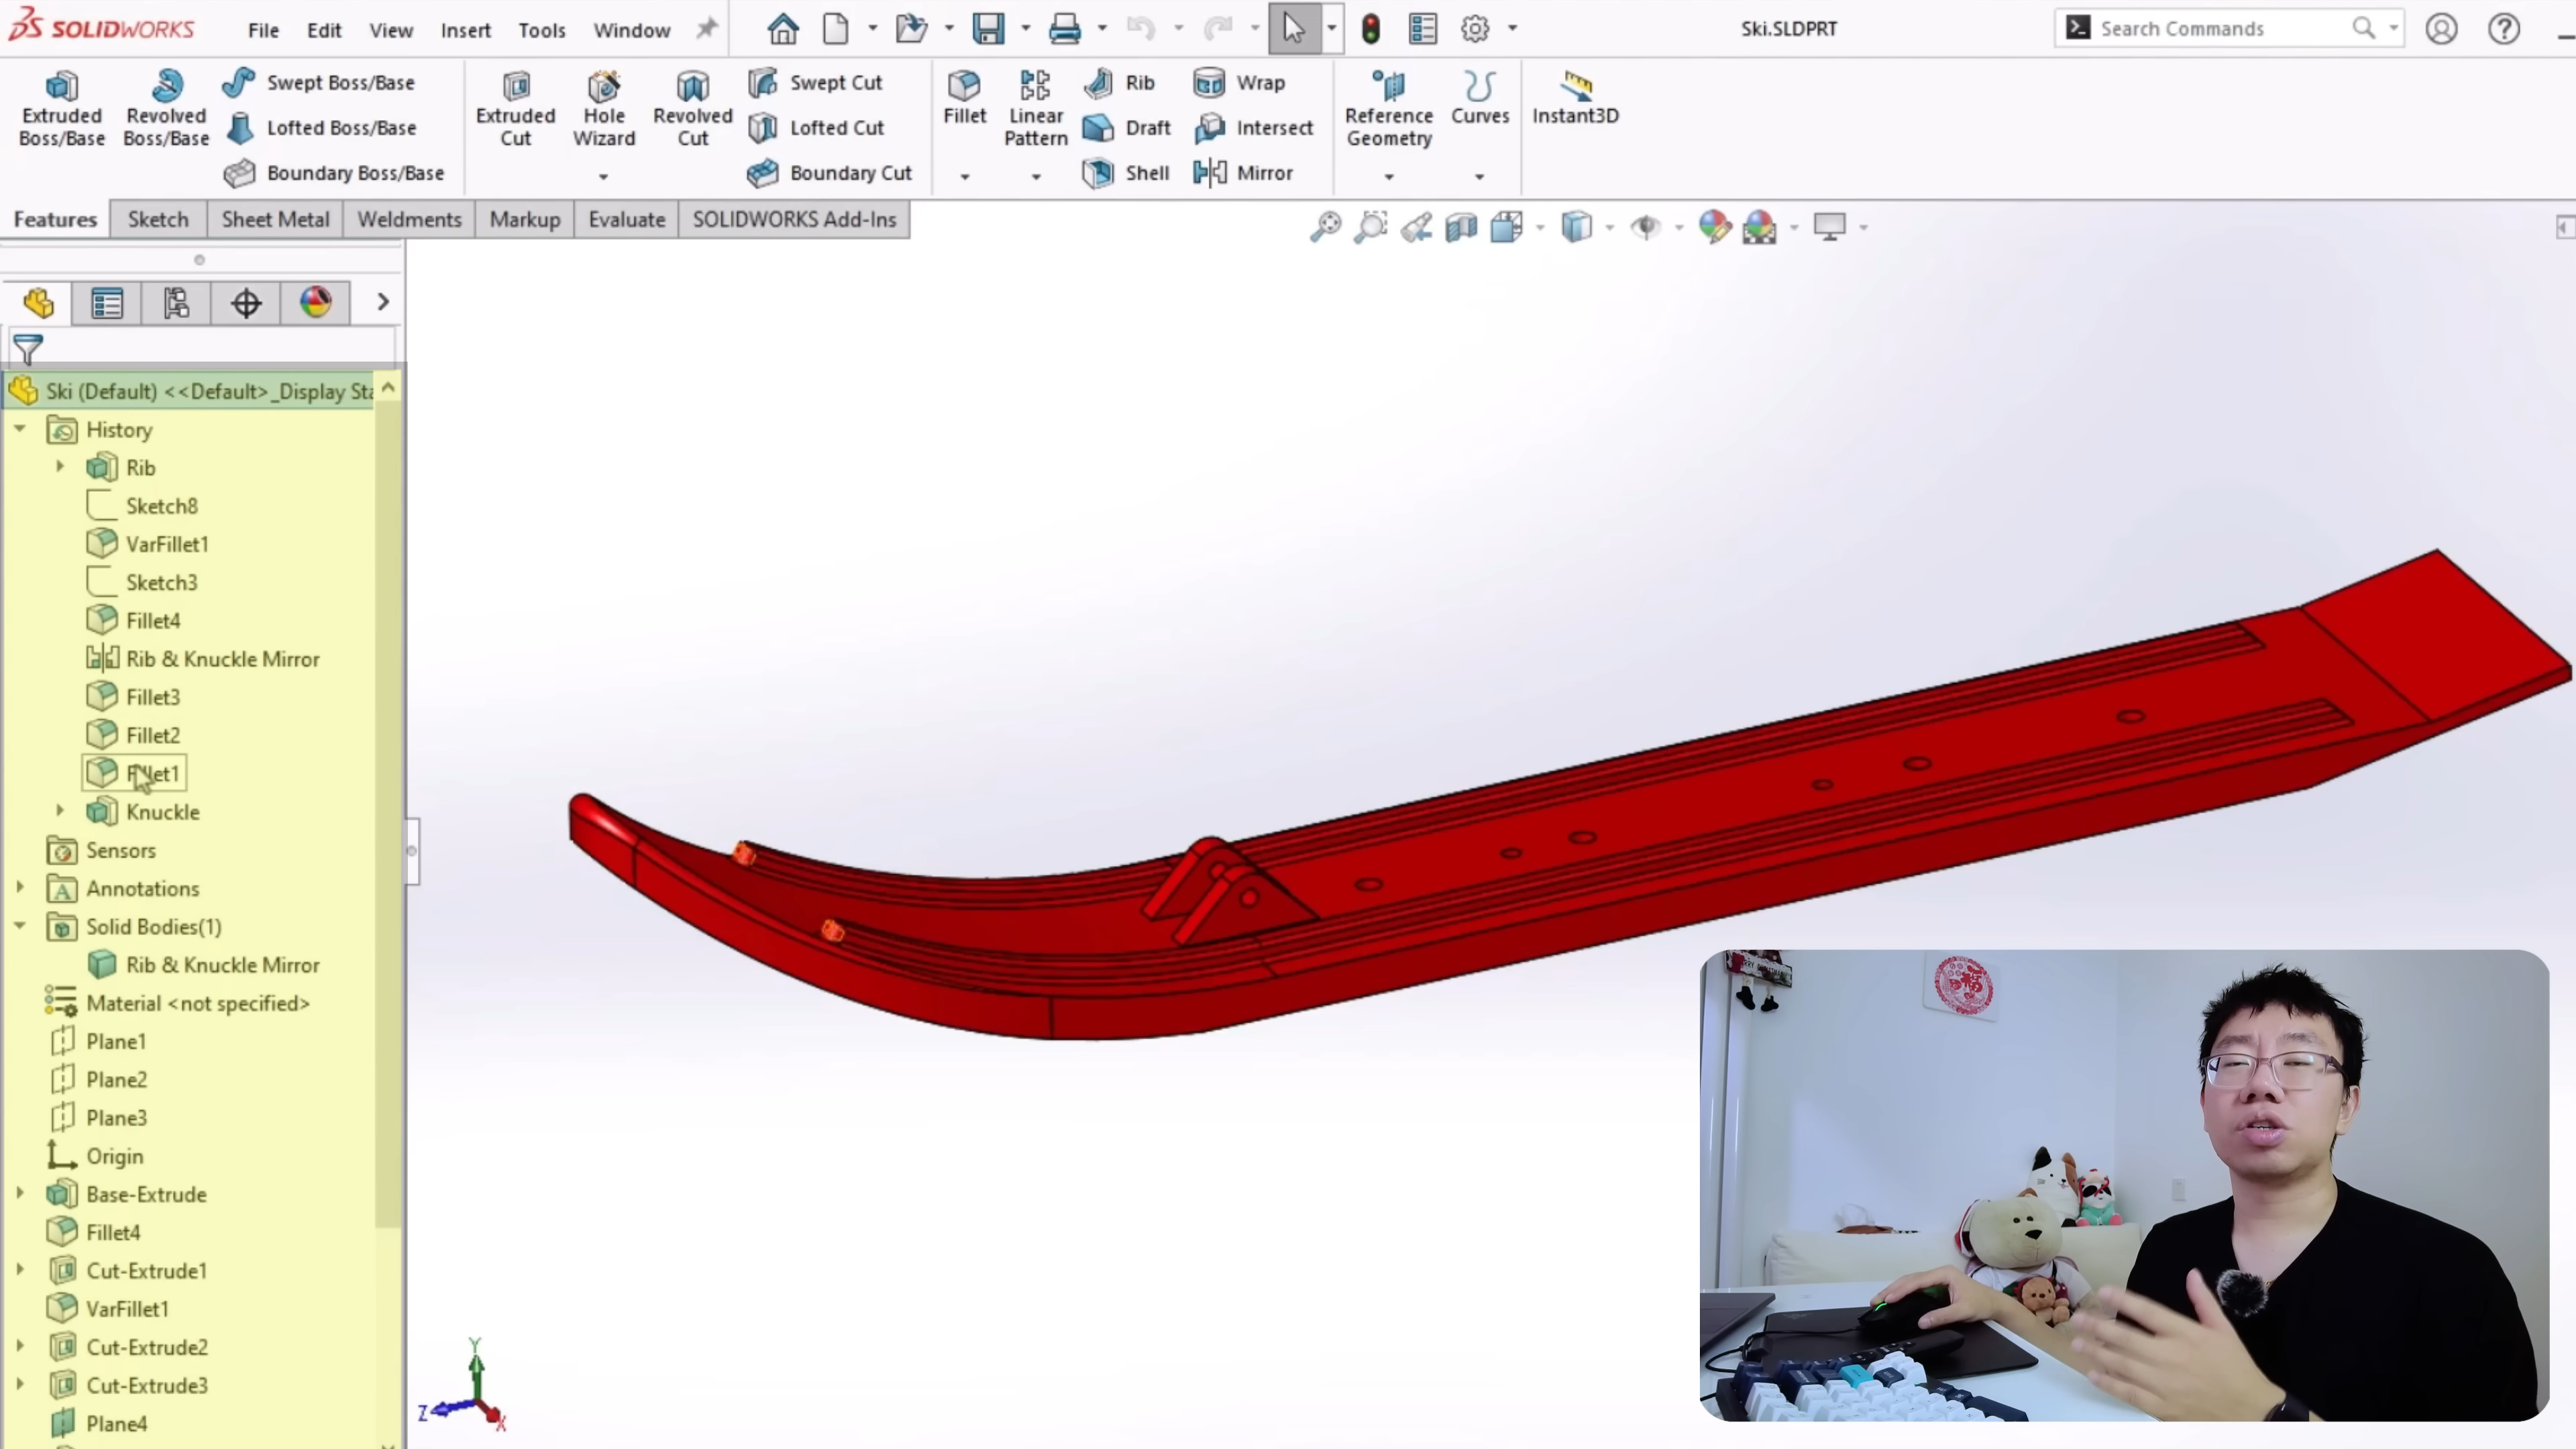 SOLIDWORKS
File Edit View Insert Tools Window
Ski.SLDPRT
Search Commands
Extruded Boss/Base
Revolved Boss/Base
Swept Boss/Base
Lofted Boss/Base
Boundary Boss/Base
Extruded Cut
Hole Wizard
Revolved Cut
Swept Cut
Lofted Cut
Boundary Cut
Fillet
Linear Pattern
Rib
Draft
Shell
Wrap
Intersect
Mirror
Reference Geometry
Curves
Instant3D
Features Sketch Sheet Metal Weldments Markup Evaluate SOLIDWORKS Add-Ins
Ski (Default) <<Default>_Display Sta
History
Rib
Sketch8
VarFillet1
Sketch3
Fillet4
Rib & Knuckle Mirror
Fillet3
Fillet2
Fillet1
Knuckle
Sensors
Annotations
Solid Bodies(1)
Rib & Knuckle Mirror
Material <not specified>
Plane1
Plane2
Plane3
Origin
Base-Extrude
Fillet4
Cut-Extrude1
VarFillet1
Cut-Extrude2
Cut-Extrude3
Plane4
Y
Z
X
福